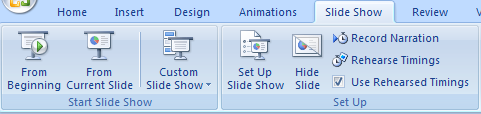 Home Insert Design Animations Slide Show Review
From Beginning
From Current Slide
Custom Slide Show
Start Slide Show
Set Up Slide Show
Hide Slide
Record Narration
Rehearse Timings
Use Rehearsed Timings
Set Up